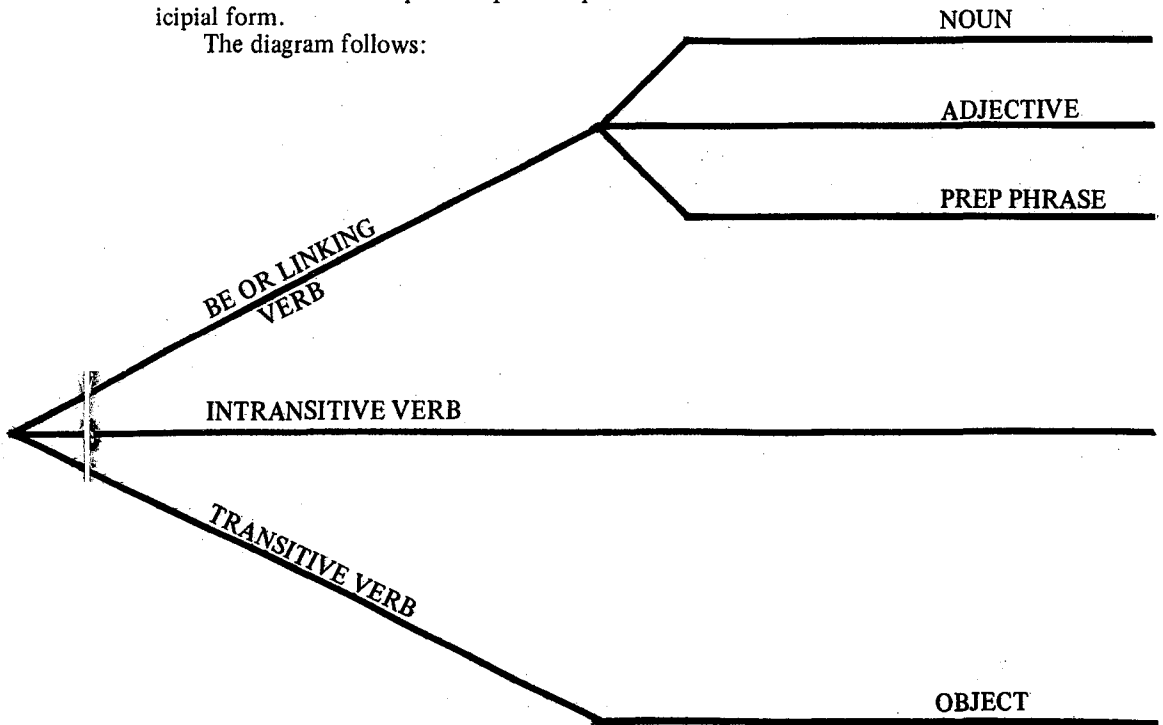 icipial form.
The diagram follows:
NOUN
ADJECTIVE
PREP PHRASE
BE OR LINKING
VERB
INTRANSITIVE VERB
TRANSITIVE VERB
OBJECT